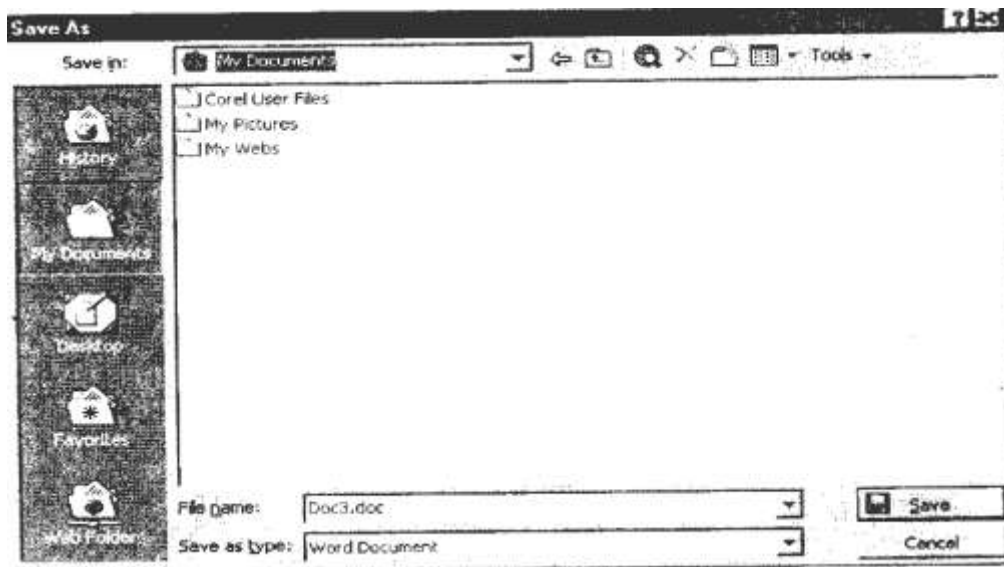 Save As
Save in:
My Documents
Tools
Corel User Files
My Pictures
My Webs
History
My Documents
Desktop
Favorites
Web Folder
File name:
Doc3.doc
Save
Save as type:
Word Document
Cancel